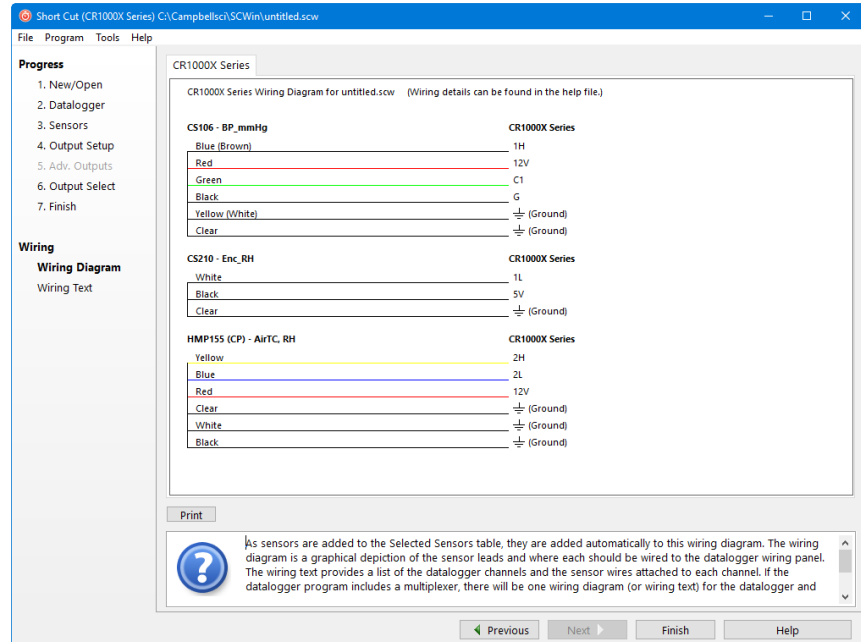 Short Cut (CR1000X Series) C:\Campbellsci\SCWin\untitled.scw
File Program Tools Help
Progress
1. New/Open
2. Datalogger
3. Sensors
4. Output Setup
5. Adv. Outputs
6. Output Select
7. Finish
Wiring
Wiring Diagram
Wiring Text
CR1000X Series
CR1000X Series Wiring Diagram for untitled.scw (Wiring details can be found in the help file.)
CS106 - BP_mmHg CR1000X Series
Blue (Brown) 1H
Red 12V
Green C1
Black G
Yellow (White) (Ground)
Clear (Ground)
CS210 - Enc_RH CR1000X Series
White 1L
Black 5V
Clear (Ground)
HMP155 (CP) - AirTC, RH CR1000X Series
Yellow 2H
Blue 2L
Red 12V
Clear (Ground)
White (Ground)
Black (Ground)
Print
As sensors are added to the Selected Sensors table, they are added automatically to this wiring diagram. The wiring
diagram is a graphical depiction of the sensor leads and where each should be wired to the datalogger wiring panel.
The wiring text provides a list of the datalogger channels and the sensor wires attached to each channel. If the
datalogger program includes a multiplexer, there will be one wiring diagram (or wiring text) for the datalogger and
Previous Next Finish Help